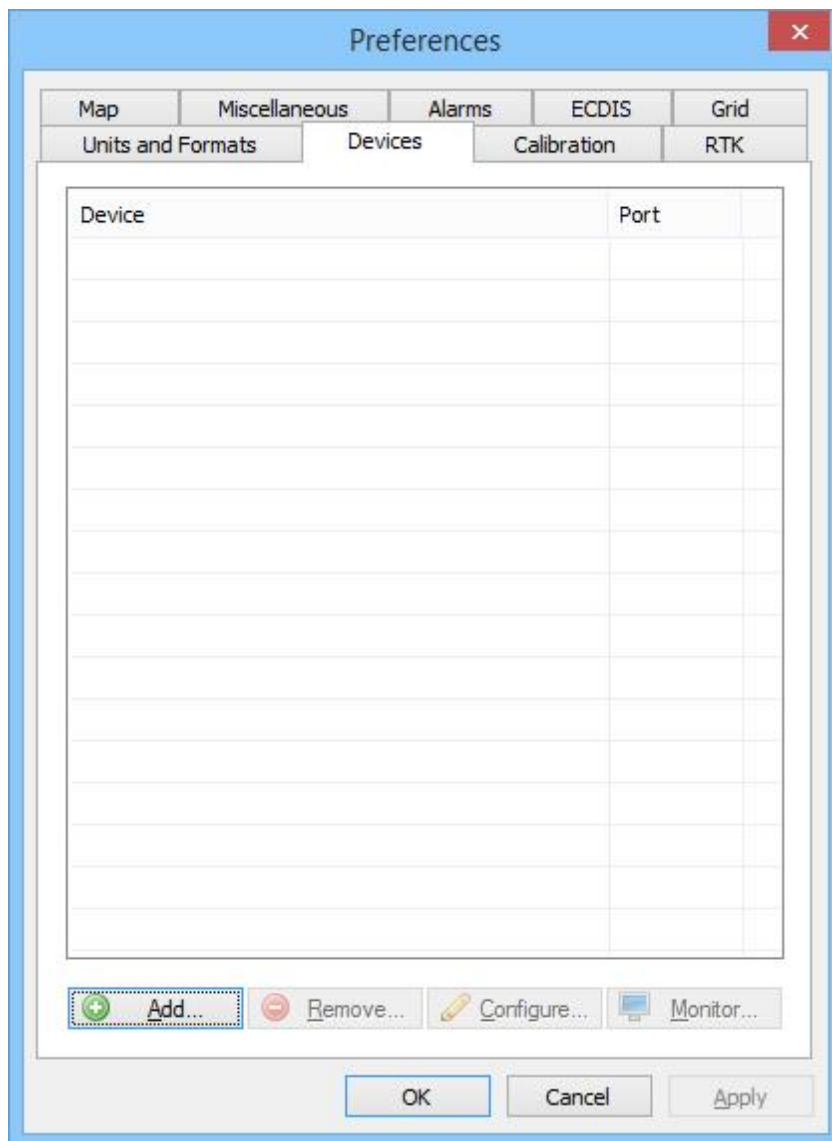 Preferences
Map Miscellaneous Alarms ECDIS Grid
Units and Formats Devices Calibration RTK
Device Port
Add... Remove... Configure... Monitor...
OK Cancel Apply